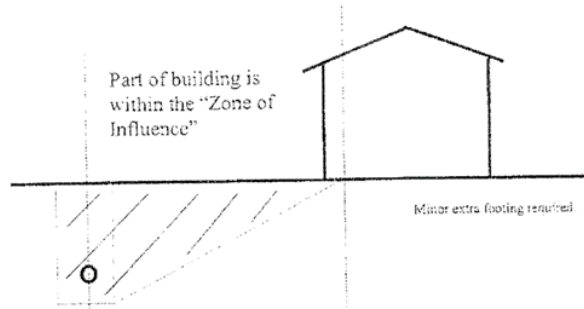 Part of building is
within the “Zone of
Influence”
Minor extra footing required